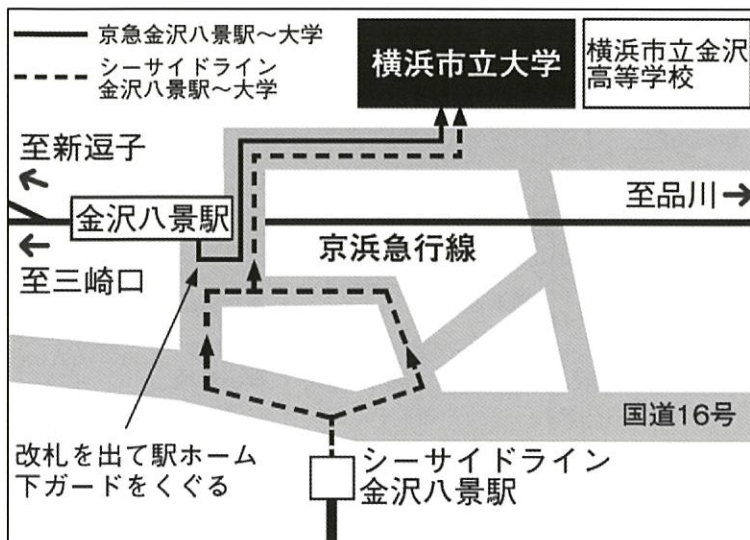 京急金沢八景駅～大学
シーサイドライン
金沢八景駅～大学
横浜市立大学
横浜市立金沢
高等学校
至新逗子
至品川
金沢八景駅
京浜急行線
至三崎口
国道16号
改札を出て駅ホーム
下ガードをくぐる
シーサイドライン
金沢八景駅